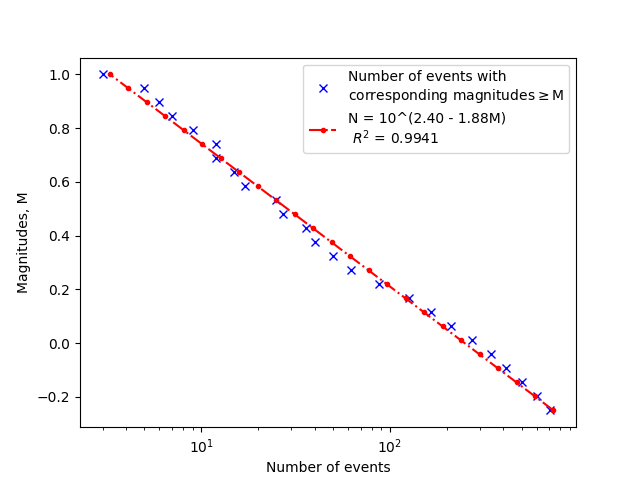 Number of events with
corresponding magnitudes ≥ M
N = 10^(2.40 - 1.88M)
R² = 0.9941
1.0
0.8
0.6
0.4
0.2
0.0
−0.2
Magnitudes, M
10¹
10²
Number of events